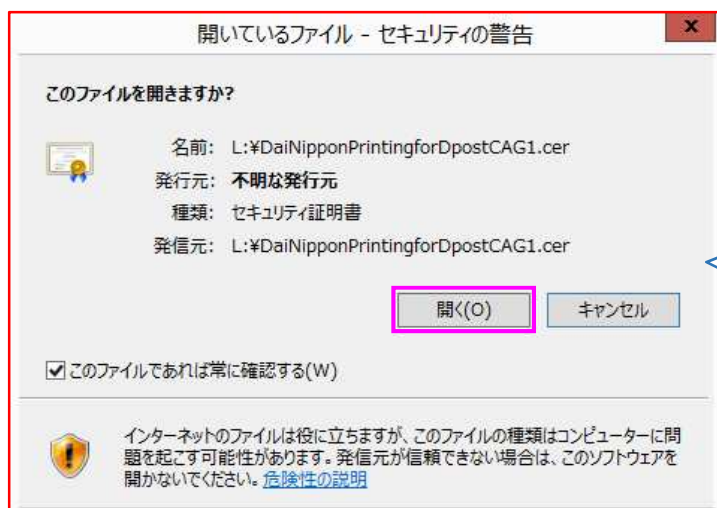 開いているファイル - セキュリティの警告
x
このファイルを開きますか?
名前: L:¥DaiNipponPrintingforDpostCAG1.cer
発行元: 不明な発行元
種類: セキュリティ証明書
発信元: L:¥DaiNipponPrintingforDpostCAG1.cer
開く(O)
キャンセル
このファイルであれば常に確認する(W)
インターネットのファイルは役に立ちますが、このファイルの種類はコンピューターに問
題を起こす可能性があります。発信元が信頼できない場合は、このソフトウェアを
開かないでください。危険性の説明